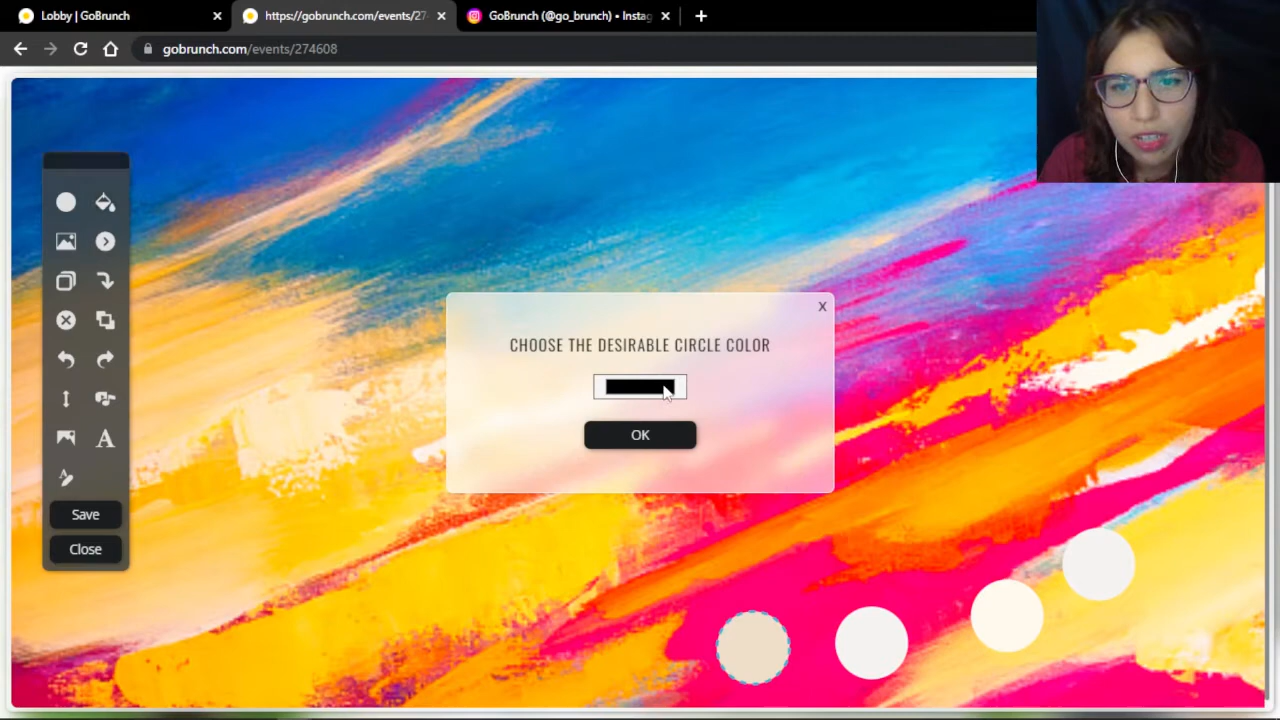 Lobby | GoBrunch
https://gobrunch.com/events/27
GoBrunch (@go_brunch) • Instag
gobrunch.com/events/274608
X
CHOOSE THE DESIRABLE CIRCLE COLOR
OK
A
A
Save
Close